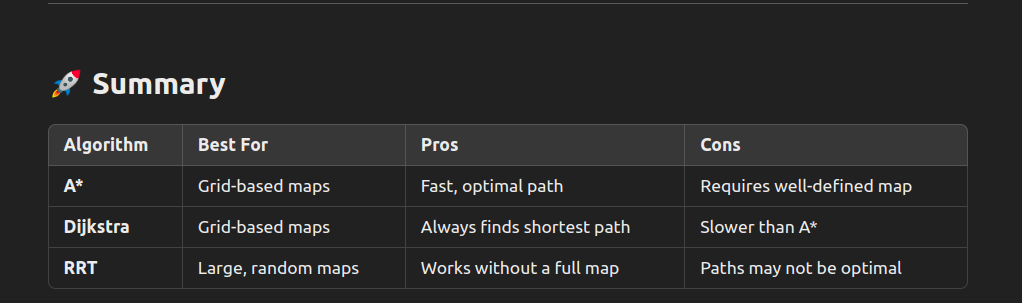 🚀 Summary
Algorithm Best For Pros Cons
A* Grid-based maps Fast, optimal path Requires well-defined map
Dijkstra Grid-based maps Always finds shortest path Slower than A*
RRT Large, random maps Works without a full map Paths may not be optimal